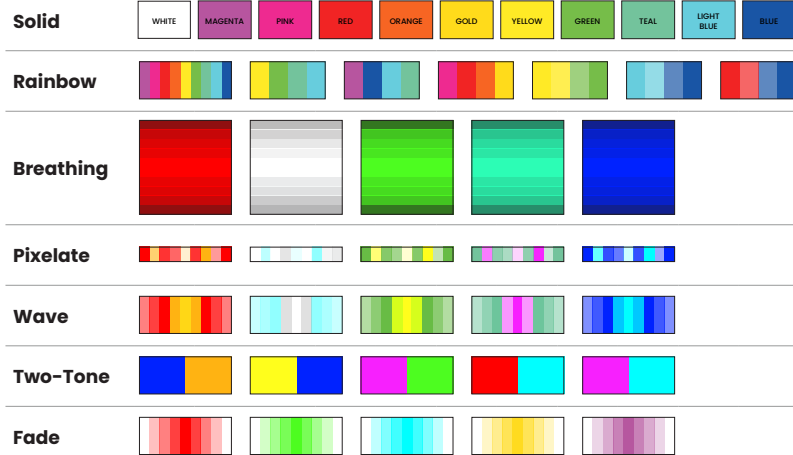 Solid WHITE MAGENTA PINK RED ORANGE GOLD YELLOW GREEN TEAL LIGHT BLUE BLUE
Rainbow
Breathing
Pixelate
Wave
Two-Tone
Fade